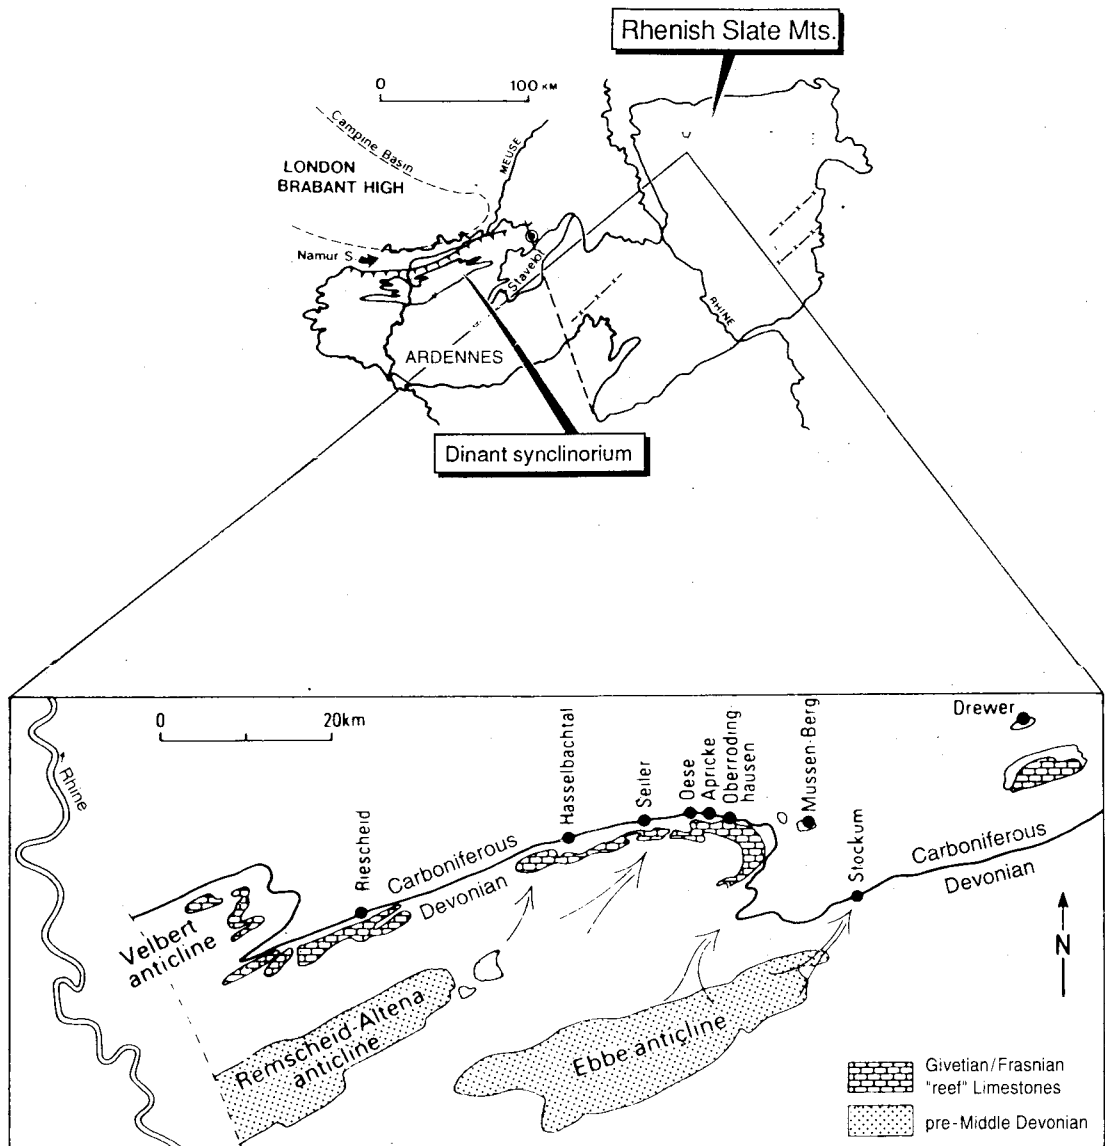 Rhenish Slate Mts.
0 100 KM
Campine Basin
MEUSE
LONDON
BRABANT HIGH
Namur S.
Stavelot
RHINE
ARDENNES
Dinant synclinorium
0 20km
Rhine
Riescheid
Hasselbachtal
Seiler
Oese
Apricke
Oberroding
hausen
Mussen-Berg
Drewer
Stockum
Carboniferous
Devonian
Carboniferous
Devonian
Velbert
anticline
Remscheid-Altena
anticline
Ebbe anticline
N
Givetian/Frasnian
"reef" Limestones
pre-Middle Devonian